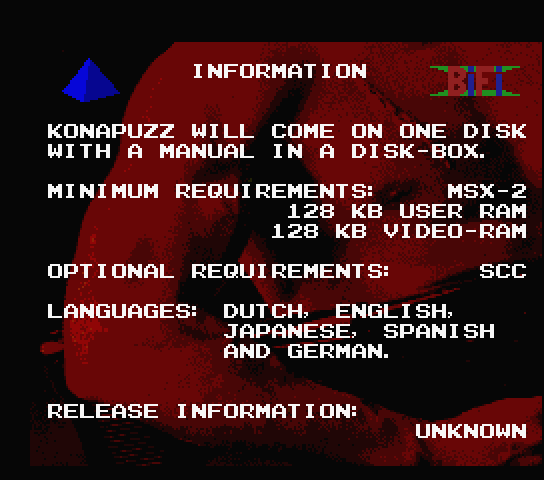 INFORMATION
BIFI
KONAPUZZ WILL COME ON ONE DISK
WITH A MANUAL IN A DISK-BOX.
MINIMUM REQUIREMENTS: MSX-2
128 KB USER RAM
128 KB VIDEO-RAM
OPTIONAL REQUIREMENTS: SCC
LANGUAGES: DUTCH, ENGLISH,
JAPANESE, SPANISH
AND GERMAN.
RELEASE INFORMATION:
UNKNOWN